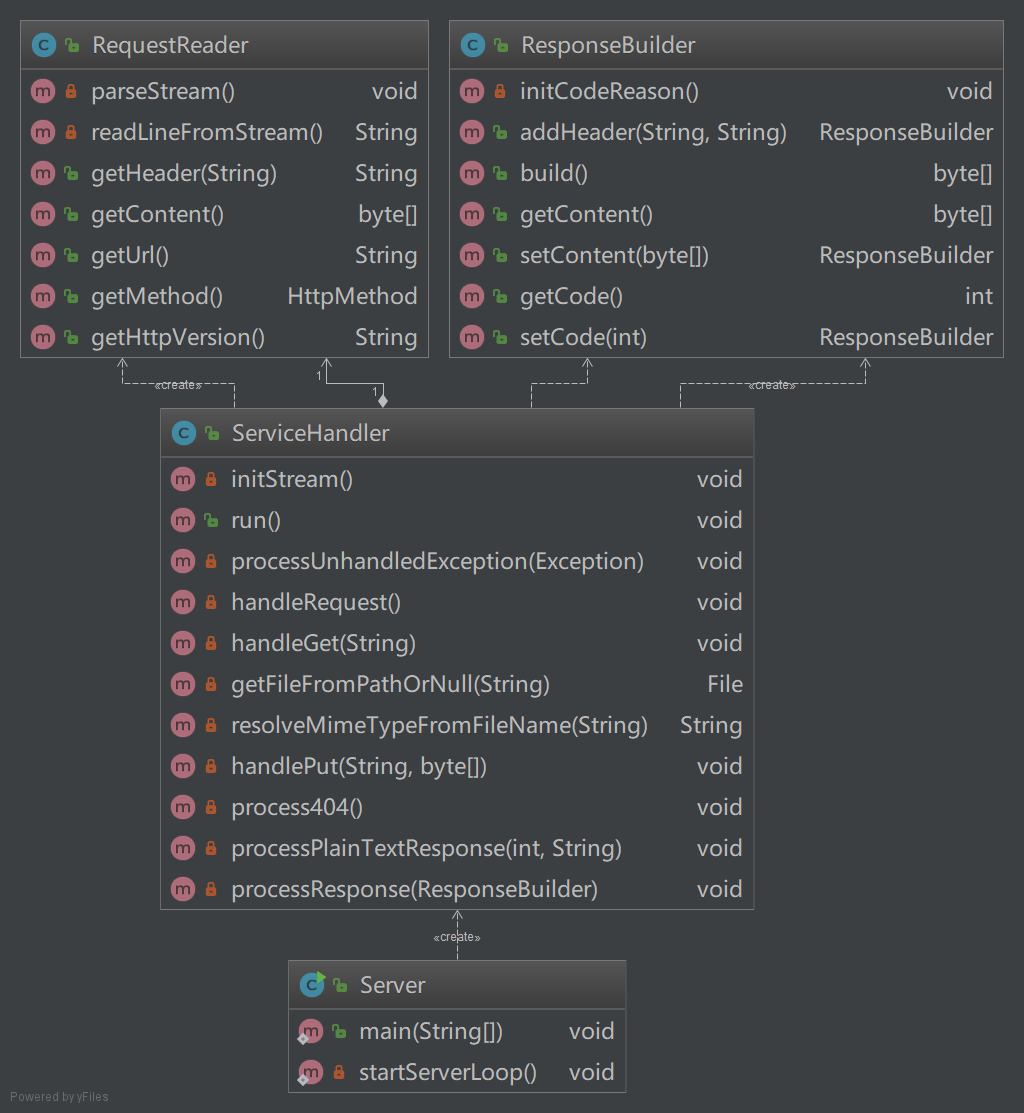 C RequestReader
m parseStream() void
m readLineFromStream() String
m getHeader(String) String
m getContent() byte[]
m getUrl() String
m getMethod() HttpMethod
m getHttpVersion() String
C ResponseBuilder
m initCodeReason() void
m addHeader(String, String) ResponseBuilder
m build() byte[]
m getContent() byte[]
m setContent(byte[]) ResponseBuilder
m getCode() int
m setCode(int) ResponseBuilder
«create»
1
1
«create»
C ServiceHandler
m initStream() void
m run() void
m processUnhandledException(Exception) void
m handleRequest() void
m handleGet(String) void
m getFileFromPathOrNull(String) File
m resolveMimeTypeFromFileName(String) String
m handlePut(String, byte[]) void
m process404() void
m processPlainTextResponse(int, String) void
m processResponse(ResponseBuilder) void
«create»
C Server
m main(String[]) void
m startServerLoop() void
Powered by yFiles